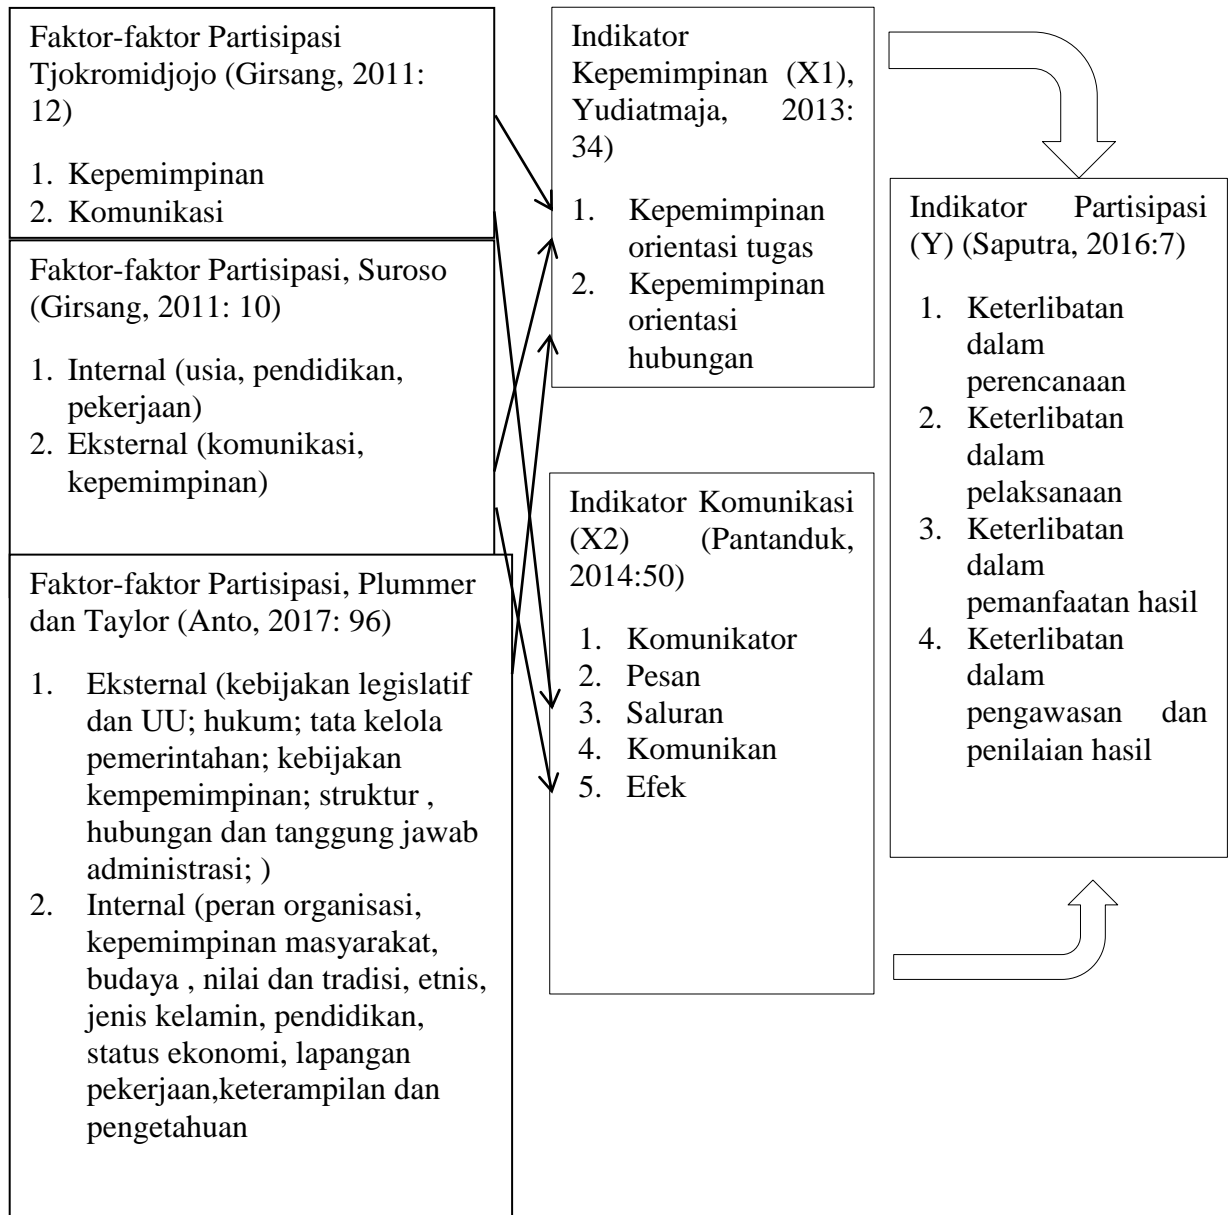 Faktor-faktor Partisipasi
Tjokromidjojo (Girsang, 2011:
12)
1. Kepemimpinan
2. Komunikasi
Faktor-faktor Partisipasi, Suroso
(Girsang, 2011: 10)
1. Internal (usia, pendidikan,
pekerjaan)
2. Eksternal (komunikasi,
kepemimpinan)
Faktor-faktor Partisipasi, Plummer
dan Taylor (Anto, 2017: 96)
1. Eksternal (kebijakan legislatif
dan UU; hukum; tata kelola
pemerintahan; kebijakan
kempemimpinan; struktur ,
hubungan dan tanggung jawab
administrasi; )
2. Internal (peran organisasi,
kepemimpinan masyarakat,
budaya , nilai dan tradisi, etnis,
jenis kelamin, pendidikan,
status ekonomi, lapangan
pekerjaan,keterampilan dan
pengetahuan
Indikator
Kepemimpinan (X1),
Yudiatmaja, 2013:
34)
1. Kepemimpinan
orientasi tugas
2. Kepemimpinan
orientasi
hubungan
Indikator Komunikasi
(X2) (Pantanduk,
2014:50)
1. Komunikator
2. Pesan
3. Saluran
4. Komunikan
5. Efek
Indikator Partisipasi
(Y) (Saputra, 2016:7)
1. Keterlibatan
dalam
perencanaan
2. Keterlibatan
dalam
pelaksanaan
3. Keterlibatan
dalam
pemanfaatan hasil
4. Keterlibatan
dalam
pengawasan dan
penilaian hasil